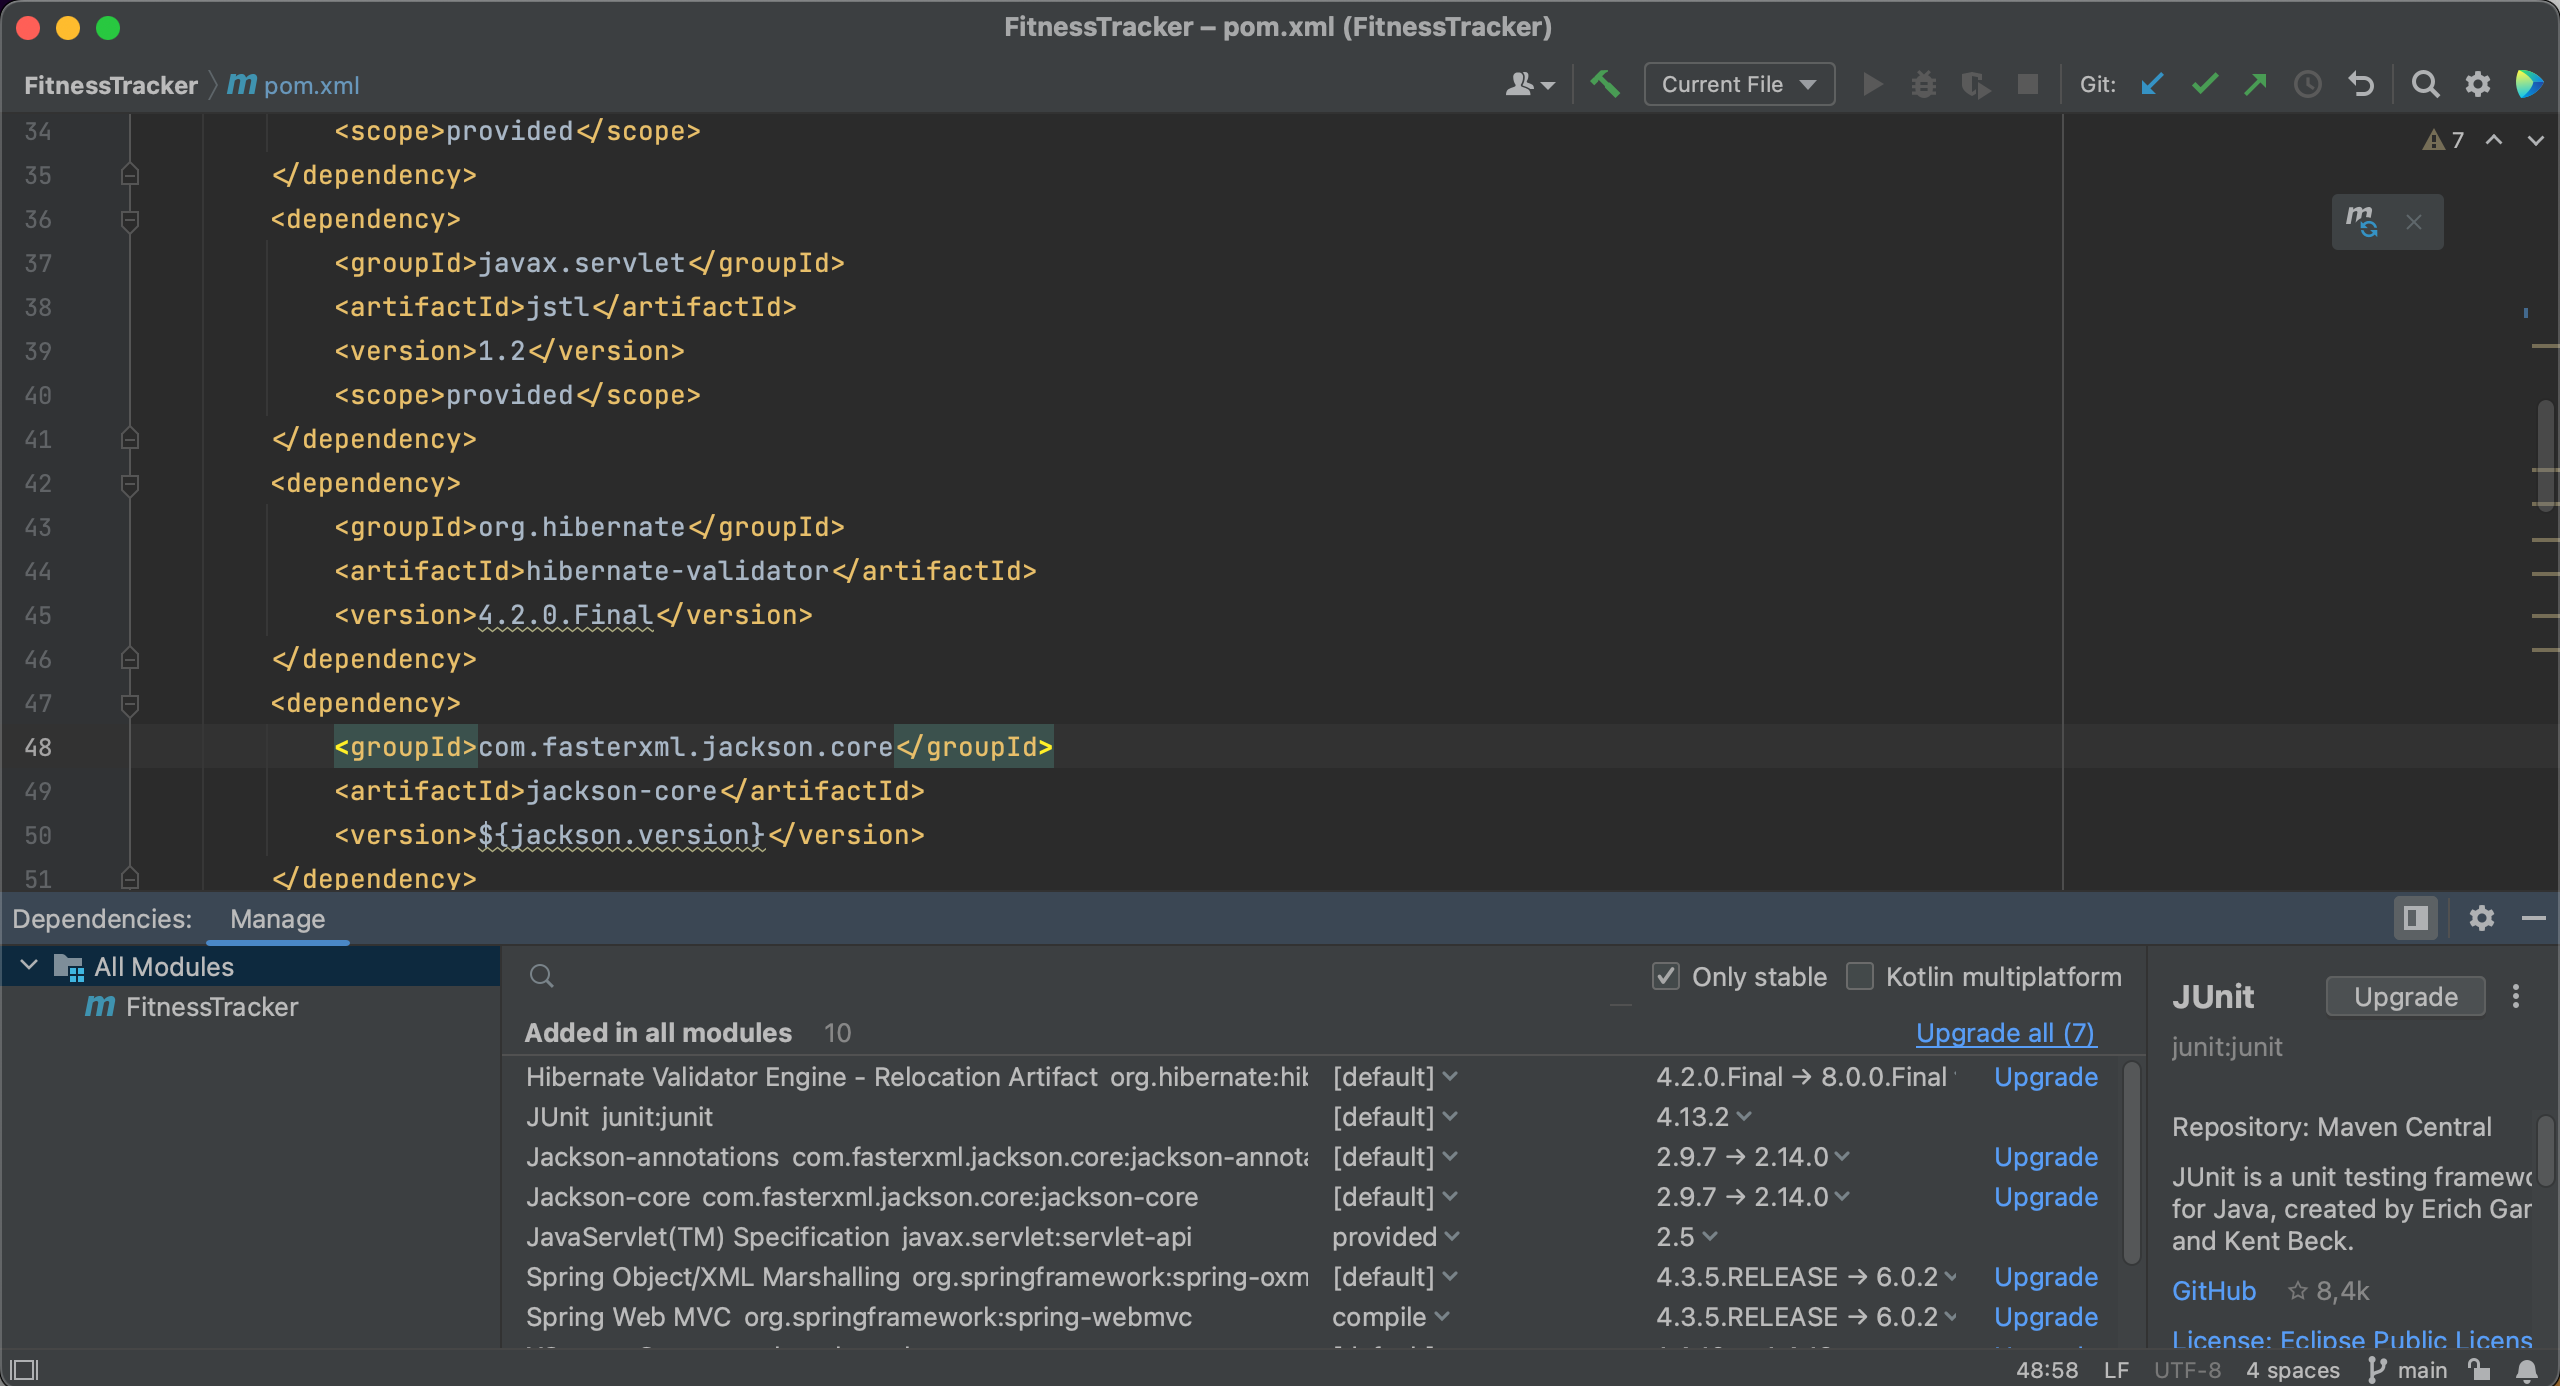 FitnessTracker – pom.xml (FitnessTracker)
FitnessTracker 〉 m pom.xml
Current File
Git:
34 <scope>provided</scope>
35 </dependency>
36 <dependency>
37 <groupId>javax.servlet</groupId>
38 <artifactId>jstl</artifactId>
39 <version>1.2</version>
40 <scope>provided</scope>
41 </dependency>
42 <dependency>
43 <groupId>org.hibernate</groupId>
44 <artifactId>hibernate-validator</artifactId>
45 <version>4.2.0.Final</version>
46 </dependency>
47 <dependency>
48 <groupId>com.fasterxml.jackson.core</groupId>
49 <artifactId>jackson-core</artifactId>
50 <version>${jackson.version}</version>
51 </dependency>
7
m
Dependencies: Manage
All Modules
m FitnessTracker
Only stable Kotlin multiplatform
Added in all modules 10 Upgrade all (7)
Hibernate Validator Engine - Relocation Artifact org.hibernate:hib [default] 4.2.0.Final → 8.0.0.Final Upgrade
JUnit junit:junit [default] 4.13.2
Jackson-annotations com.fasterxml.jackson.core:jackson-annota [default] 2.9.7 → 2.14.0 Upgrade
Jackson-core com.fasterxml.jackson.core:jackson-core [default] 2.9.7 → 2.14.0 Upgrade
JavaServlet(TM) Specification javax.servlet:servlet-api provided 2.5
Spring Object/XML Marshalling org.springframework:spring-oxm [default] 4.3.5.RELEASE → 6.0.2 Upgrade
Spring Web MVC org.springframework:spring-webmvc compile 4.3.5.RELEASE → 6.0.2 Upgrade
JUnit Upgrade
junit:junit
Repository: Maven Central
JUnit is a unit testing framewo
for Java, created by Erich Gar
and Kent Beck.
GitHub ☆ 8,4k
License: Eclipse Public Licens
48:58 LF UTF-8 4 spaces main